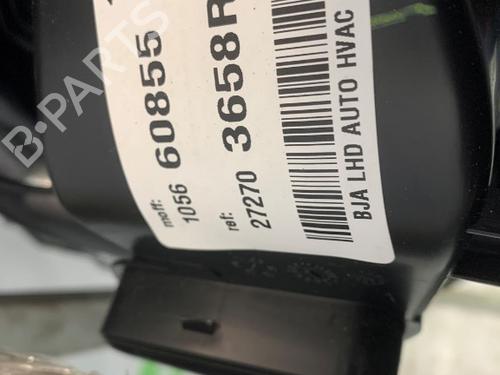 moff:
1056 60855
ref:
27270 3658R
BJA LHD AUTO HVAC
B-PARTS